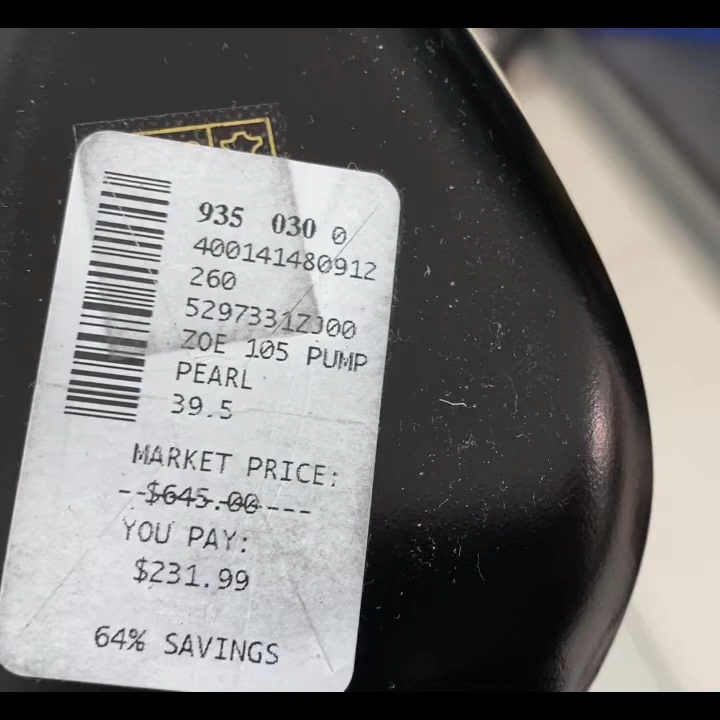 935 030 0
400141480912
260
5297331ZJ00
ZOE 105 PUMP
PEARL
39.5
MARKET PRICE:
--$645.00---
YOU PAY:
$231.99
64% SAVINGS